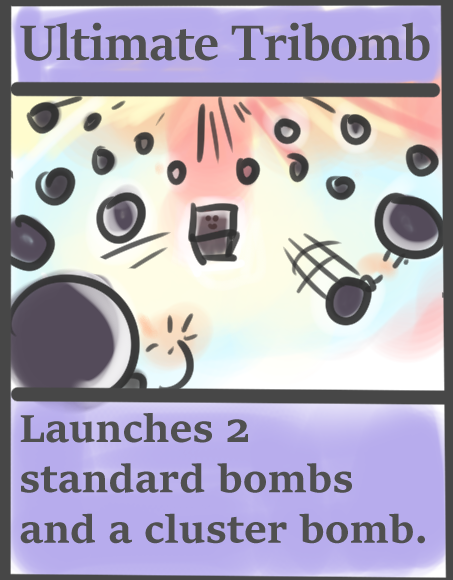 Ultimate Tribomb
Launches 2
standard bombs
and a cluster bomb.